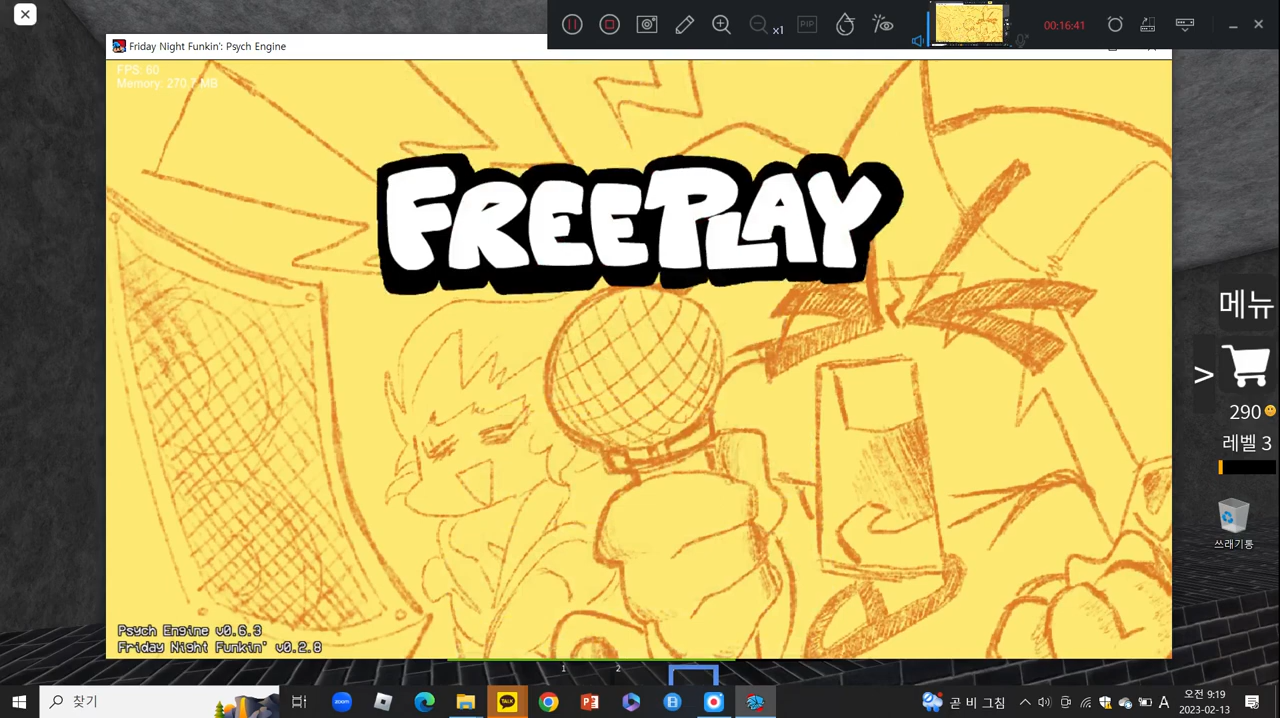 x1
00:16:41
Friday Night Funkin': Psych Engine
FPS: 60
Memory: 270.7 MB
FREEPLAY
메뉴
>
290
레벨 3
쓰레기통
Psych Engine v0.6.3
Friday Night Funkin' v0.2.8
1 2
찾기
zoom
TALK
곧 비 그침
A
오전 9:19
2023-02-13